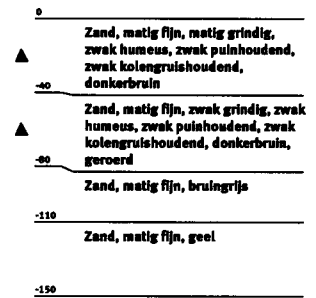 0
Zand, matig fijn, matig grindig,
zwak humeus, zwak puinhoudend,
zwak kolengruishoudend,
donkerbruin
-40
Zand, matig fijn, zwak grindig, zwak
humeus, zwak puinhoudend, zwak
kolengruishoudend, donkerbruin,
geroerd
-80
Zand, matig fijn, bruingrijs
-110
Zand, matig fijn, geel
-150